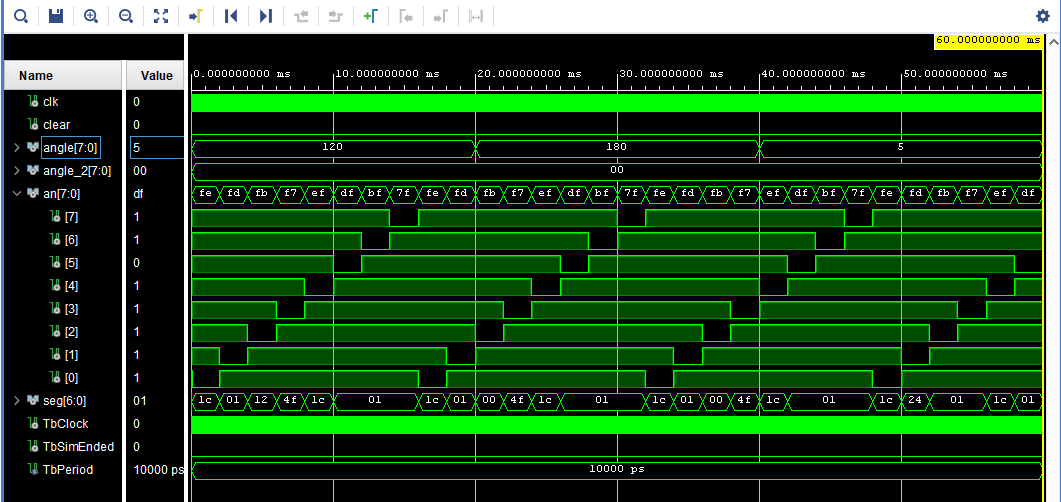 60.000000000 ms
Name Value 0.000000000 ms 10.000000000 ms 20.000000000 ms 30.000000000 ms 40.000000000 ms 50.000000000 ms
clk 0
clear 0
angle[7:0] 5 120 180 5
angle_2[7:0] 00 00
an[7:0] df fe fd fb f7 ef df bf 7f fe fd fb f7 ef df bf 7f fe fd fb f7 ef df bf 7f fe fd fb f7 ef df
[7] 1
[6] 1
[5] 0
[4] 1
[3] 1
[2] 1
[1] 1
[0] 1
seg[6:0] 01 1c 01 12 4f 1c 01 1c 01 00 4f 1c 01 1c 01 00 4f 1c 01 1c 24 01 1c 01
TbClock 0
TbSimEnded 0
TbPeriod 10000 ps 10000 ps